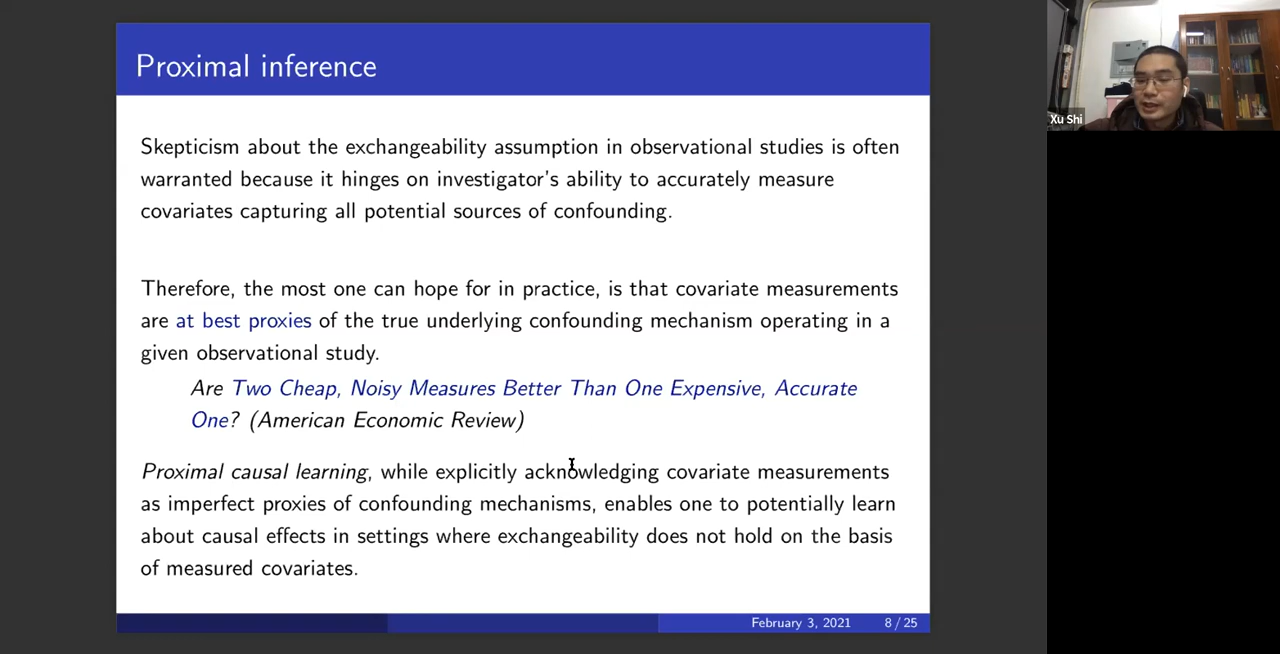 Proximal inference
Skepticism about the exchangeability assumption in observational studies is often
warranted because it hinges on investigator's ability to accurately measure
covariates capturing all potential sources of confounding.
Therefore, the most one can hope for in practice, is that covariate measurements
are at best proxies of the true underlying confounding mechanism operating in a
given observational study.
Are Two Cheap, Noisy Measures Better Than One Expensive, Accurate
One? (American Economic Review)
Proximal causal learning, while explicitly acknowledging covariate measurements
as imperfect proxies of confounding mechanisms, enables one to potentially learn
about causal effects in settings where exchangeability does not hold on the basis
of measured covariates.
February 3, 2021 8 / 25
Xu Shi